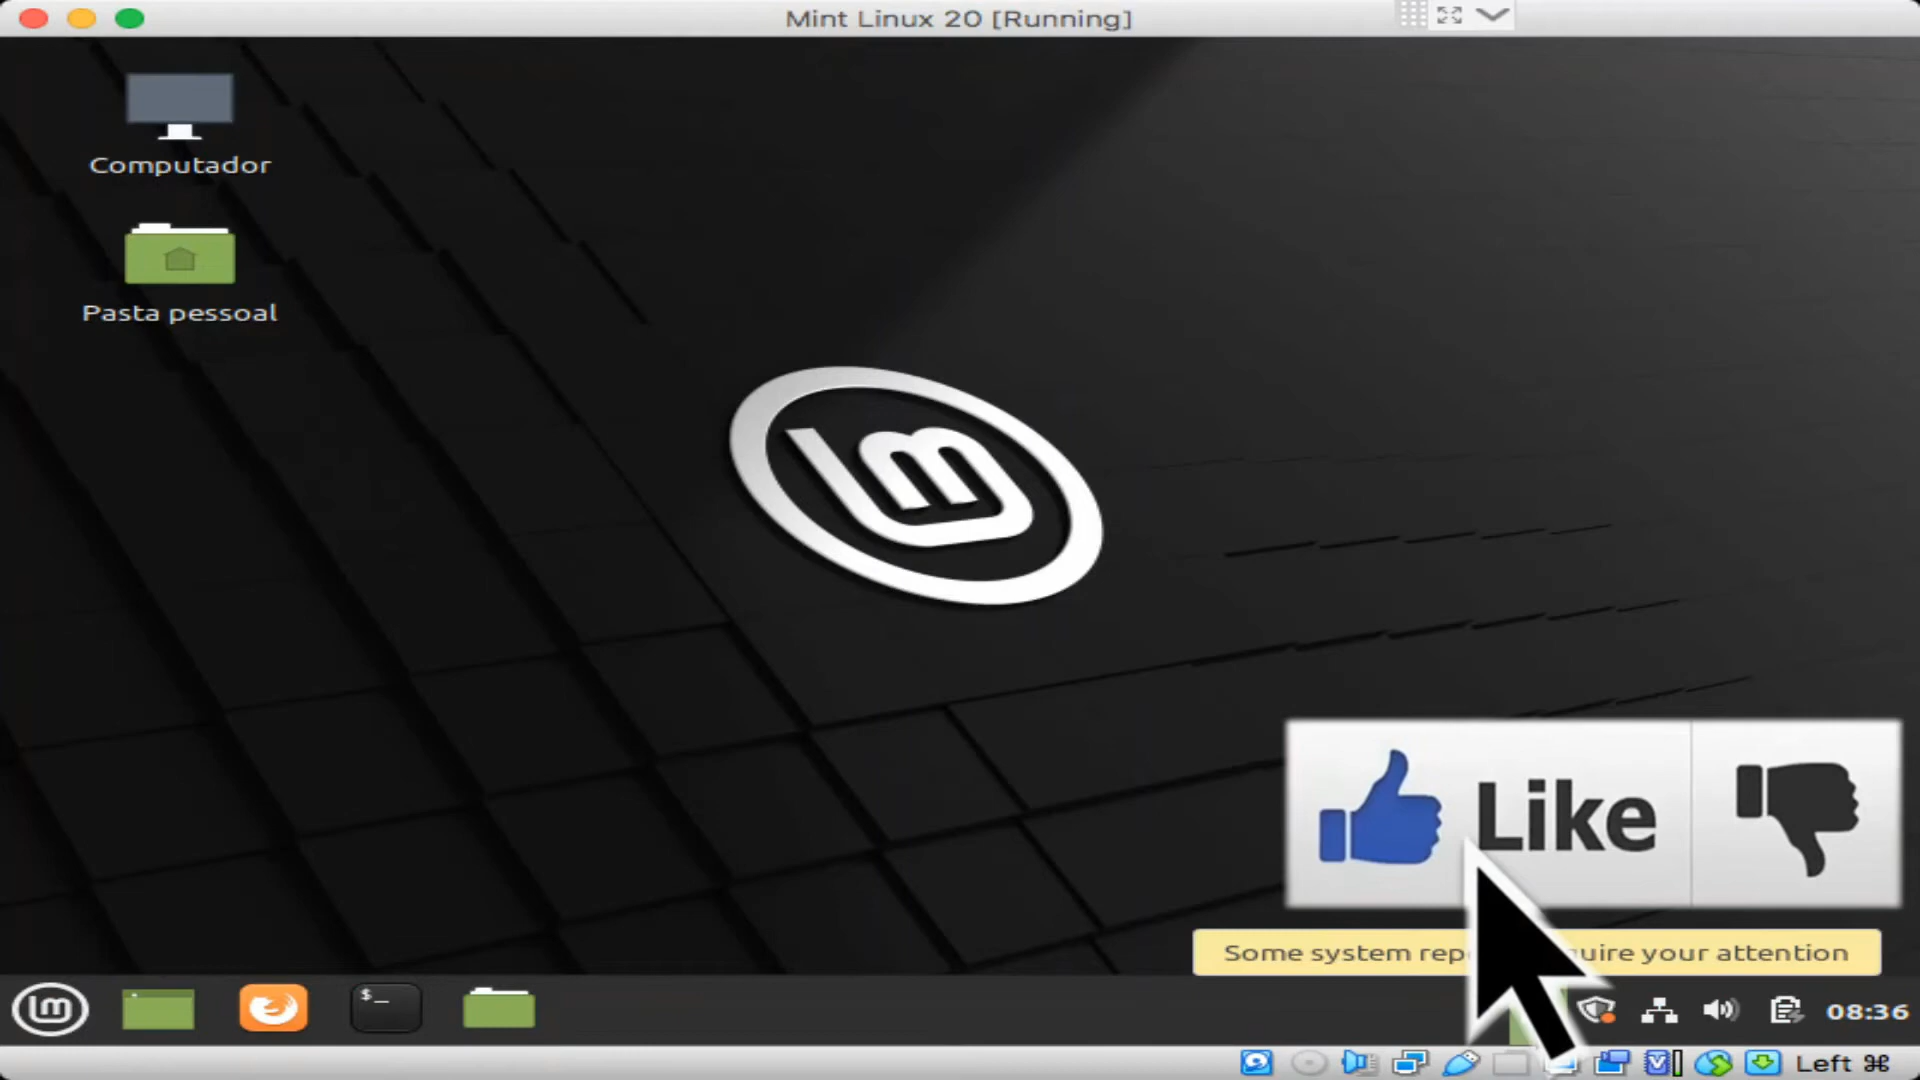 Mint Linux 20 [Running]
Computador
Pasta pessoal
Like
Some system rep
uire your attention
$_
08:36
Left ⌘